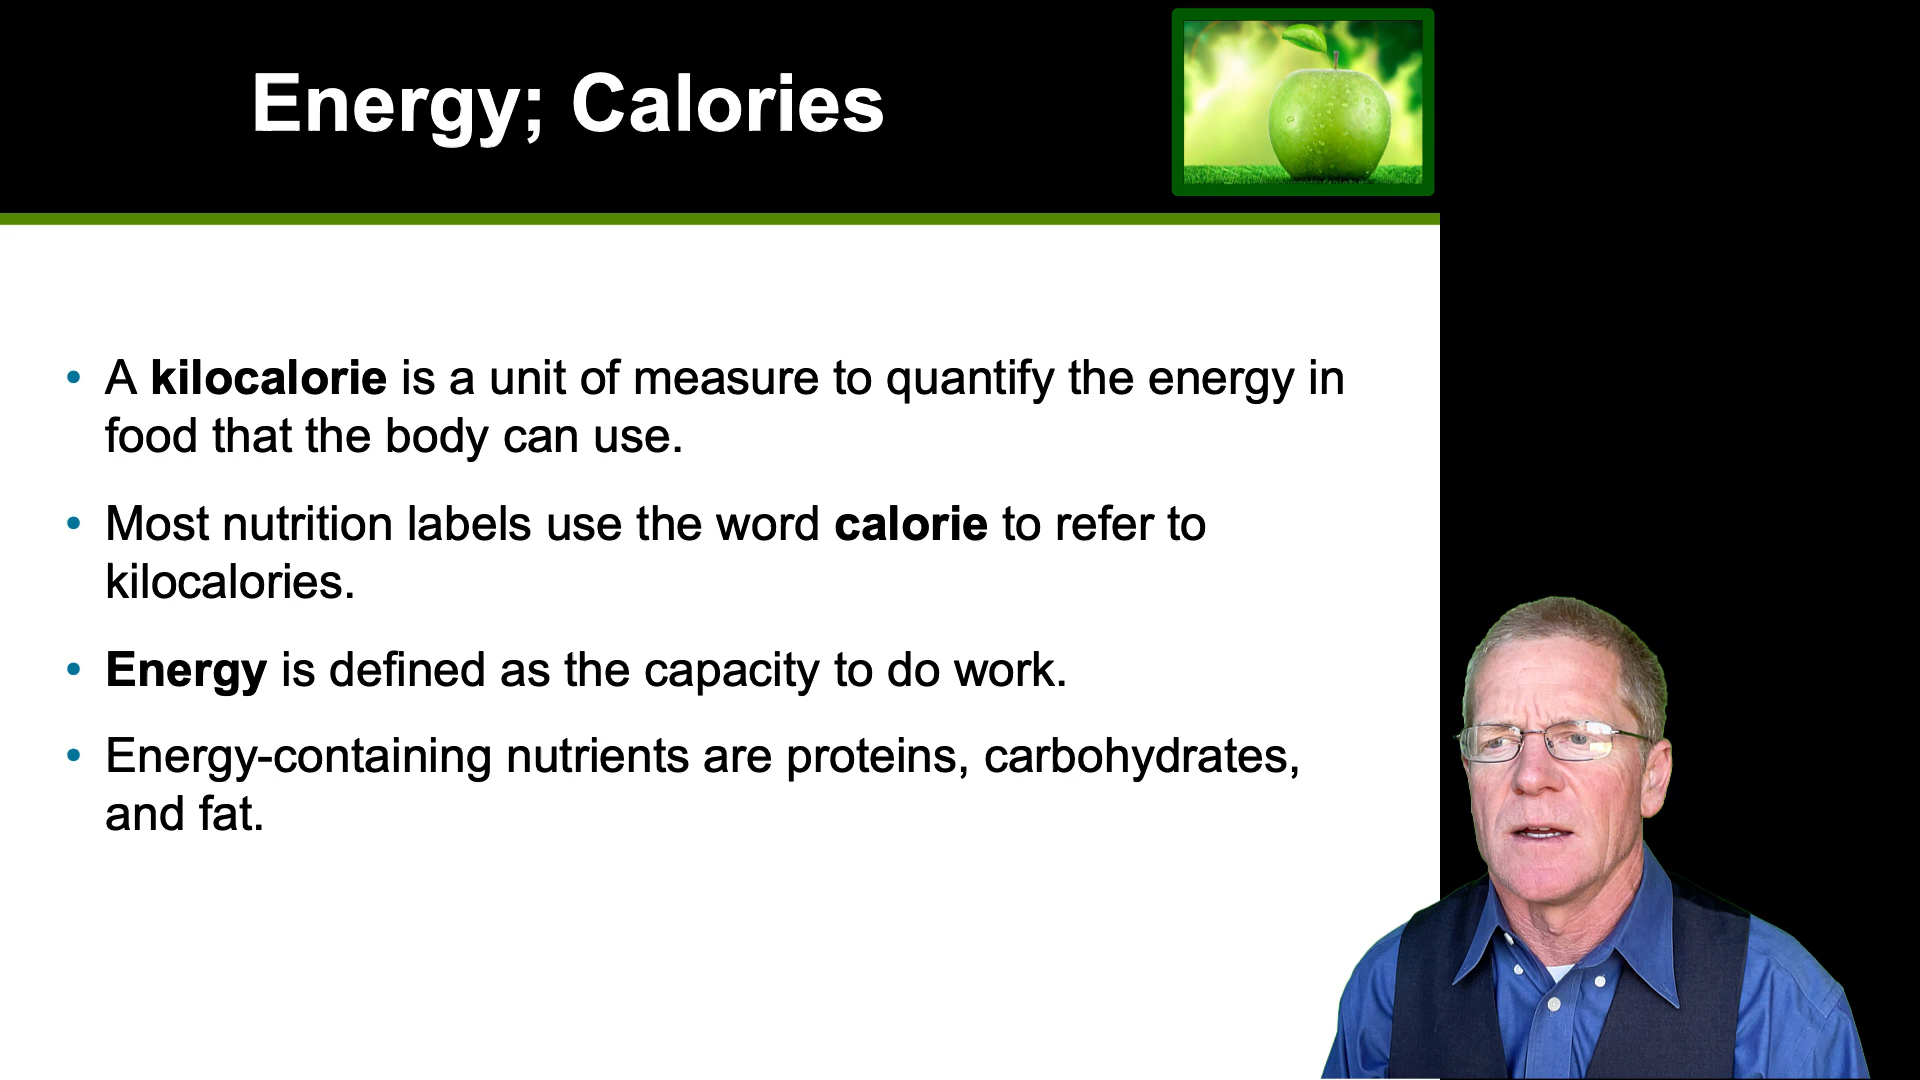 Energy; Calories
• A kilocalorie is a unit of measure to quantify the energy in
food that the body can use.
• Most nutrition labels use the word calorie to refer to
kilocalories.
• Energy is defined as the capacity to do work.
• Energy-containing nutrients are proteins, carbohydrates,
and fat.